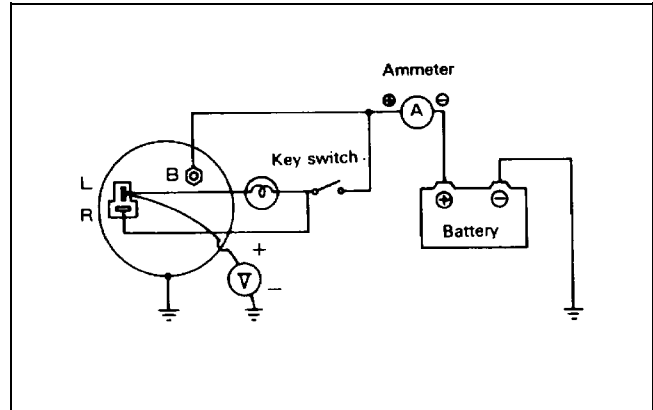 Ammeter
⊕ A ⊖
B
Key switch
L
R
⊕ ⊖
Battery
+
V
−